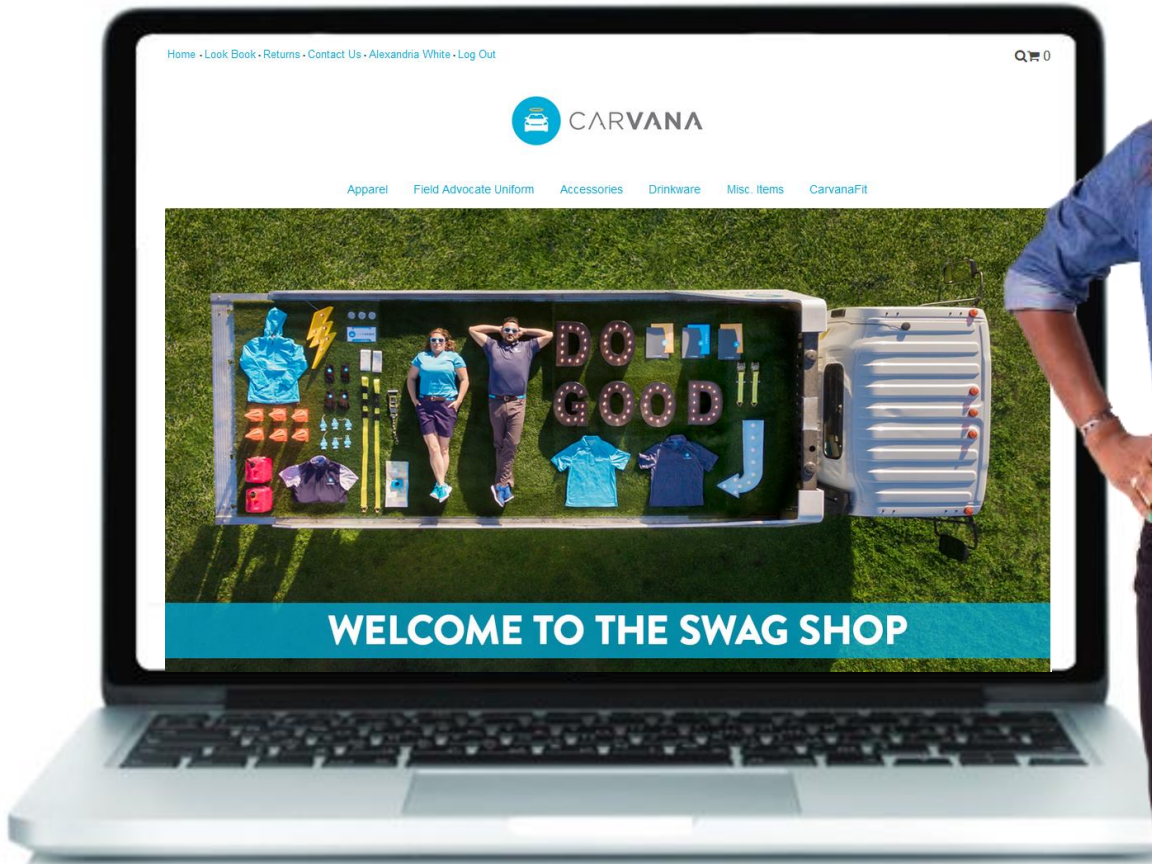 Home • Look Book • Returns • Contact Us • Alexandria White • Log Out
0
CARVANA
Apparel Field Advocate Uniform Accessories Drinkware Misc. Items CarvanaFit
DO
GOOD
WELCOME TO THE SWAG SHOP